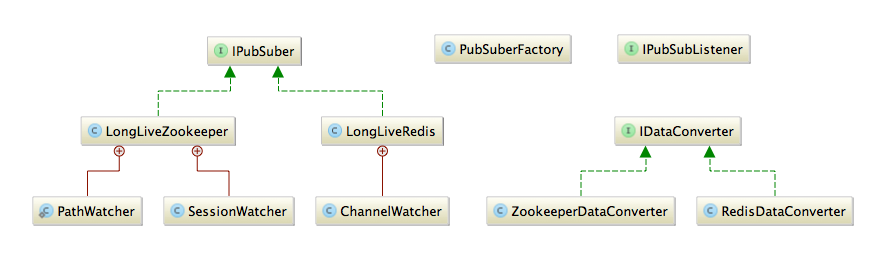 I IPubSuber
C PubSuberFactory
I IPubSubListener
C LongLiveZookeeper
C LongLiveRedis
I IDataConverter
C PathWatcher
C SessionWatcher
C ChannelWatcher
C ZookeeperDataConverter
C RedisDataConverter